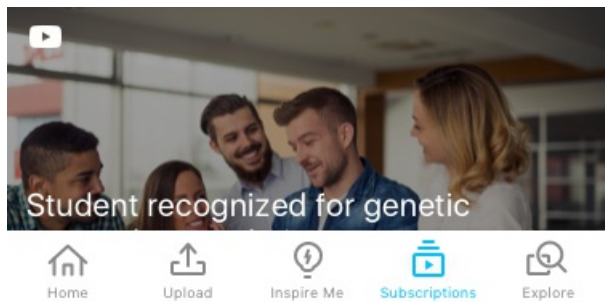 Student recognized for genetic
Home
Upload
Inspire Me
Subscriptions
Explore